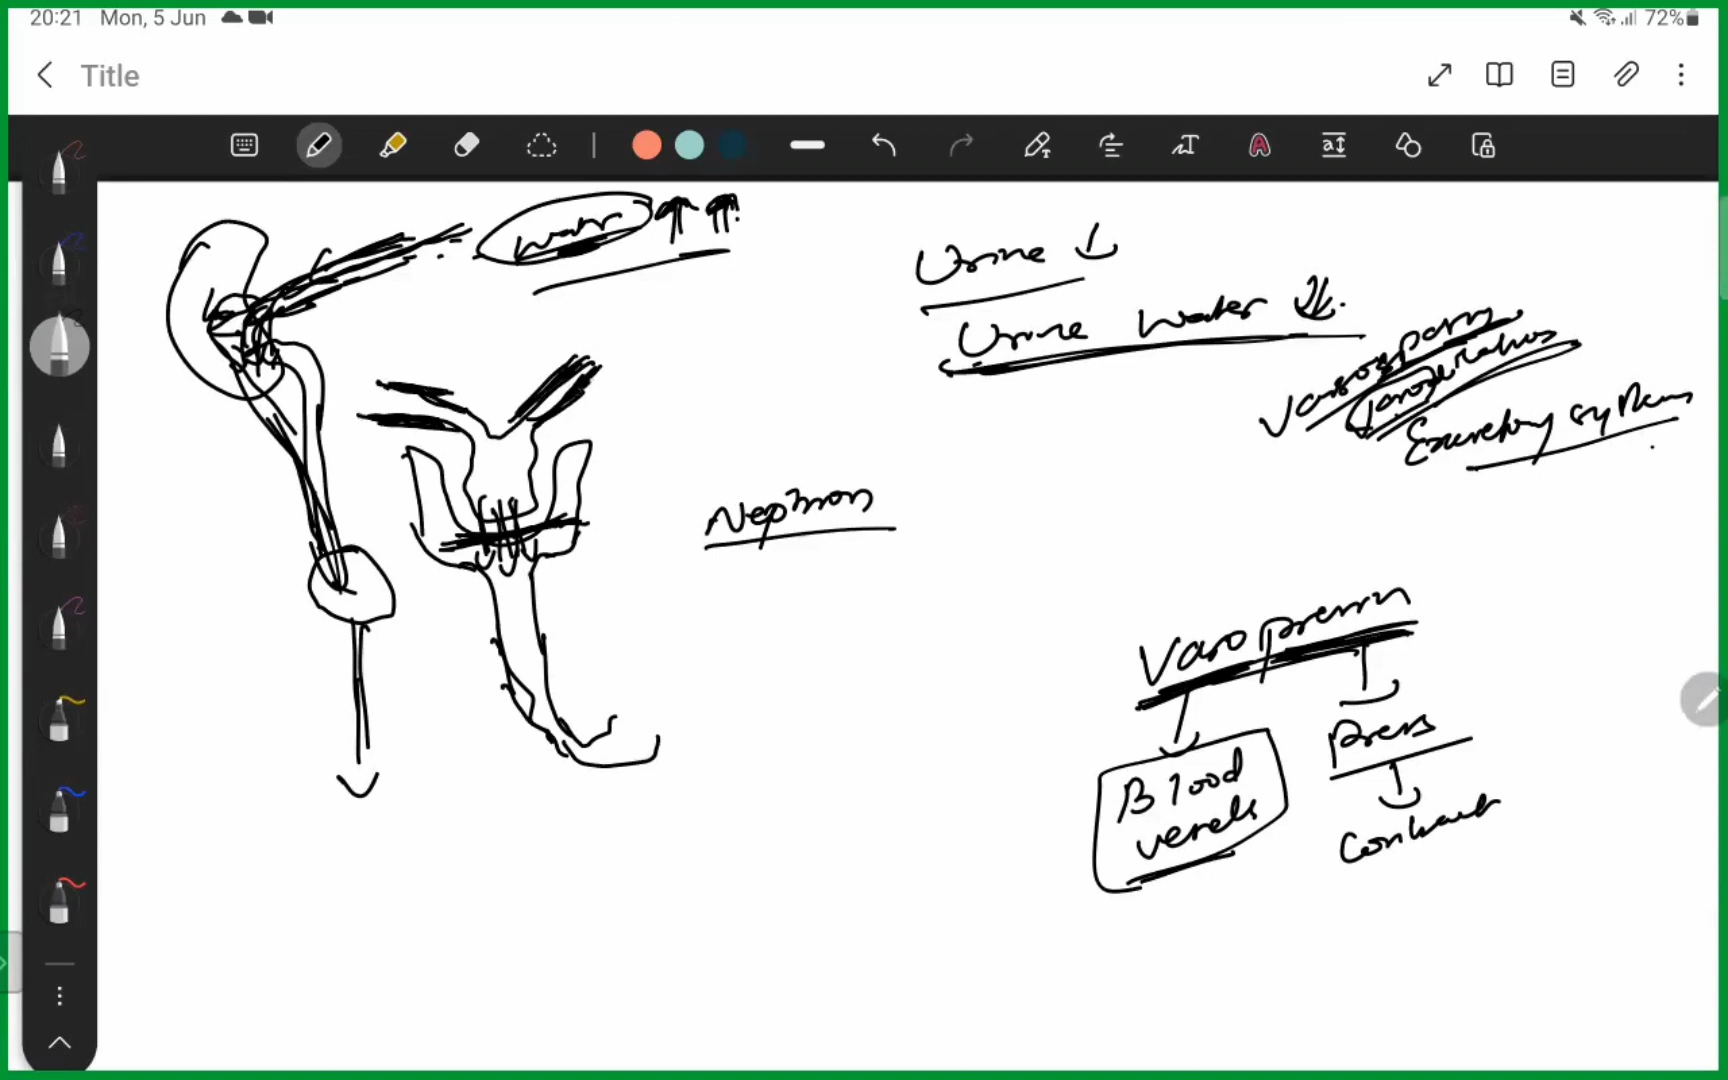 20:21 Mon, 5 Jun
72%
Title
water
Urine ↓
Urine water
Excretory system
Nephron
Vasopressin
Blood
vessels
Press
Contract